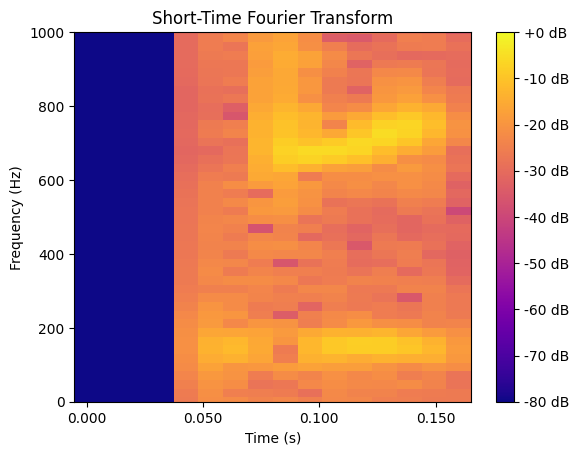 Short-Time Fourier Transform
1000
800
600
400
200
0
Frequency (Hz)
0.000
0.050
0.100
0.150
Time (s)
+0 dB
-10 dB
-20 dB
-30 dB
-40 dB
-50 dB
-60 dB
-70 dB
-80 dB